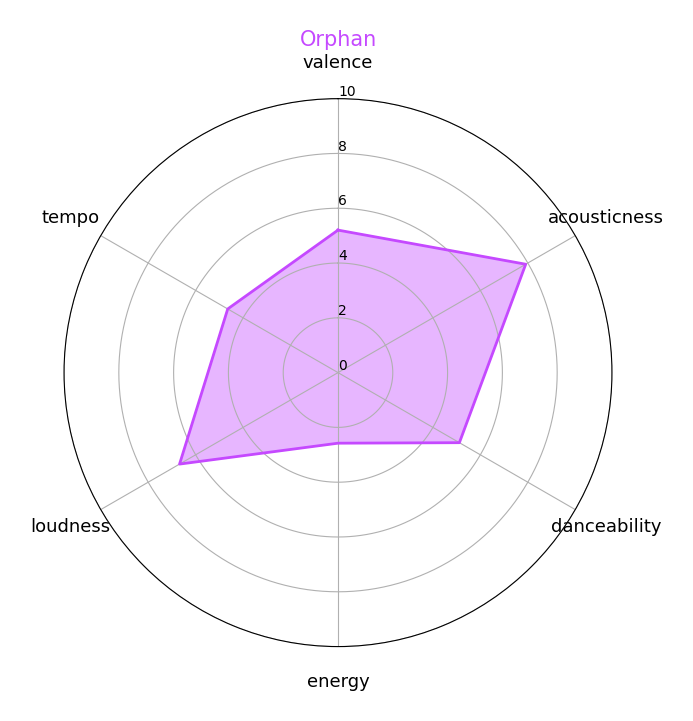 Orphan
valence
10
8
6
4
2
0
tempo
acousticness
loudness
danceability
energy